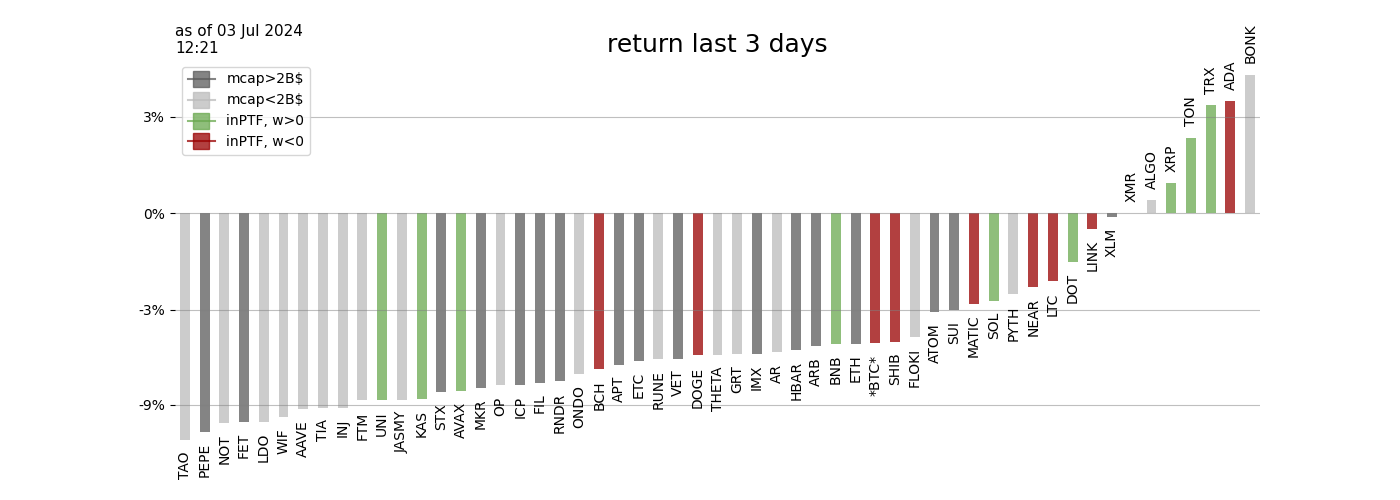 as of 03 Jul 2024
12:21
return last 3 days
mcap>2B$
mcap<2B$
inPTF, w>0
inPTF, w<0
3%
0%
-3%
-9%
TAO
PEPE
NOT
FET
LDO
WIF
AAVE
TIA
INJ
FTM
UNI
JASMY
KAS
STX
AVAX
MKR
OP
ICP
FIL
RNDR
ONDO
BCH
APT
ETC
RUNE
VET
DOGE
THETA
GRT
IMX
AR
HBAR
ARB
BNB
ETH
*BTC*
SHIB
FLOKI
ATOM
SUI
MATIC
SOL
PYTH
NEAR
LTC
DOT
LINK
XLM
XMR
ALGO
XRP
TON
TRX
ADA
BONK